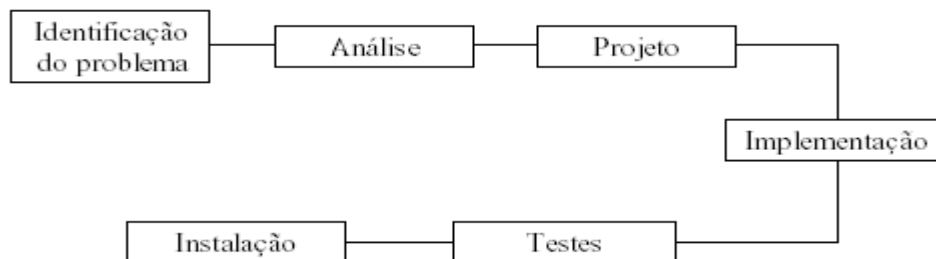 Identificação
do problema
Análise
Projeto
Implementação
Instalação
Testes